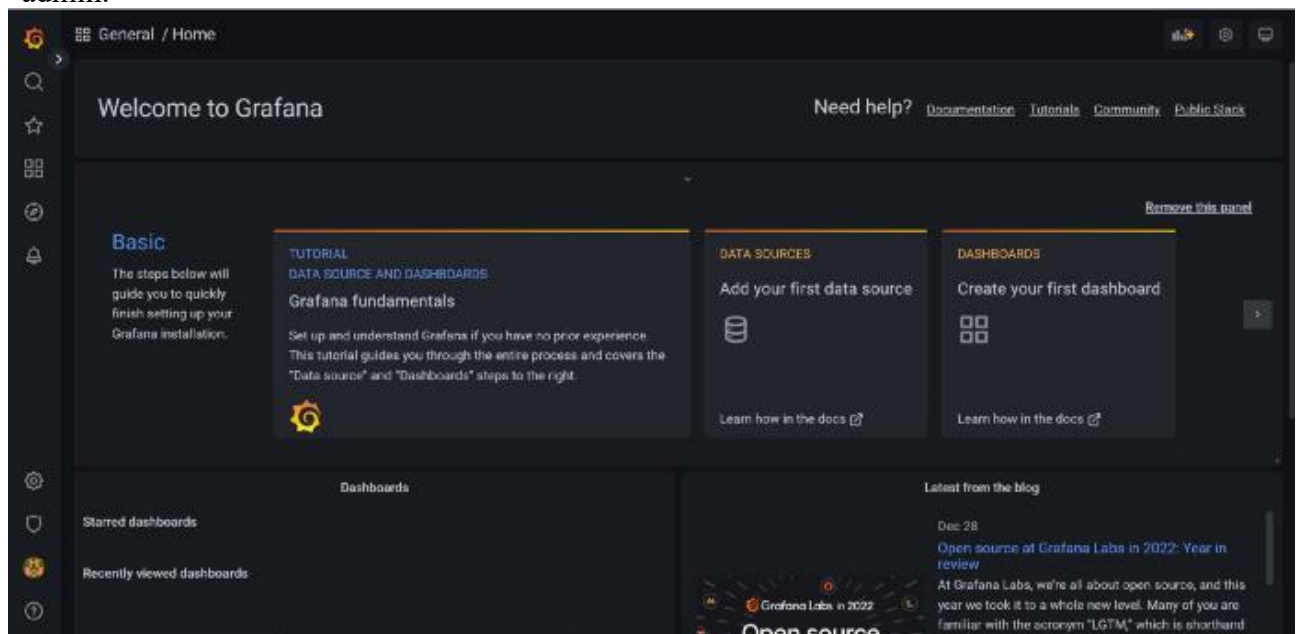 General / Home
Welcome to Grafana
Need help? Documentation Tutorials Community Public Slack
Remove this panel
Basic
The steps below will
guide you to quickly
finish setting up your
Grafana installation.
TUTORIAL
DATA SOURCE AND DASHBOARDS
Grafana fundamentals
Set up and understand Grafana if you have no prior experience.
This tutorial guides you through the entire process and covers the
"Data source" and "Dashboards" steps to the right.
DATA SOURCES
Add your first data source
Learn how in the docs
DASHBOARDS
Create your first dashboard
Learn how in the docs
Dashboards
Starred dashboards
Recently viewed dashboards
Latest from the blog
Grafana Labs in 2022
Open source
Dec 28
Open source at Grafana Labs in 2022: Year in
review
At Grafana Labs, we're all about open source, and this
year we took it to a whole new level. Many of you are
familiar with the acronym "LGTM," which is shorthand